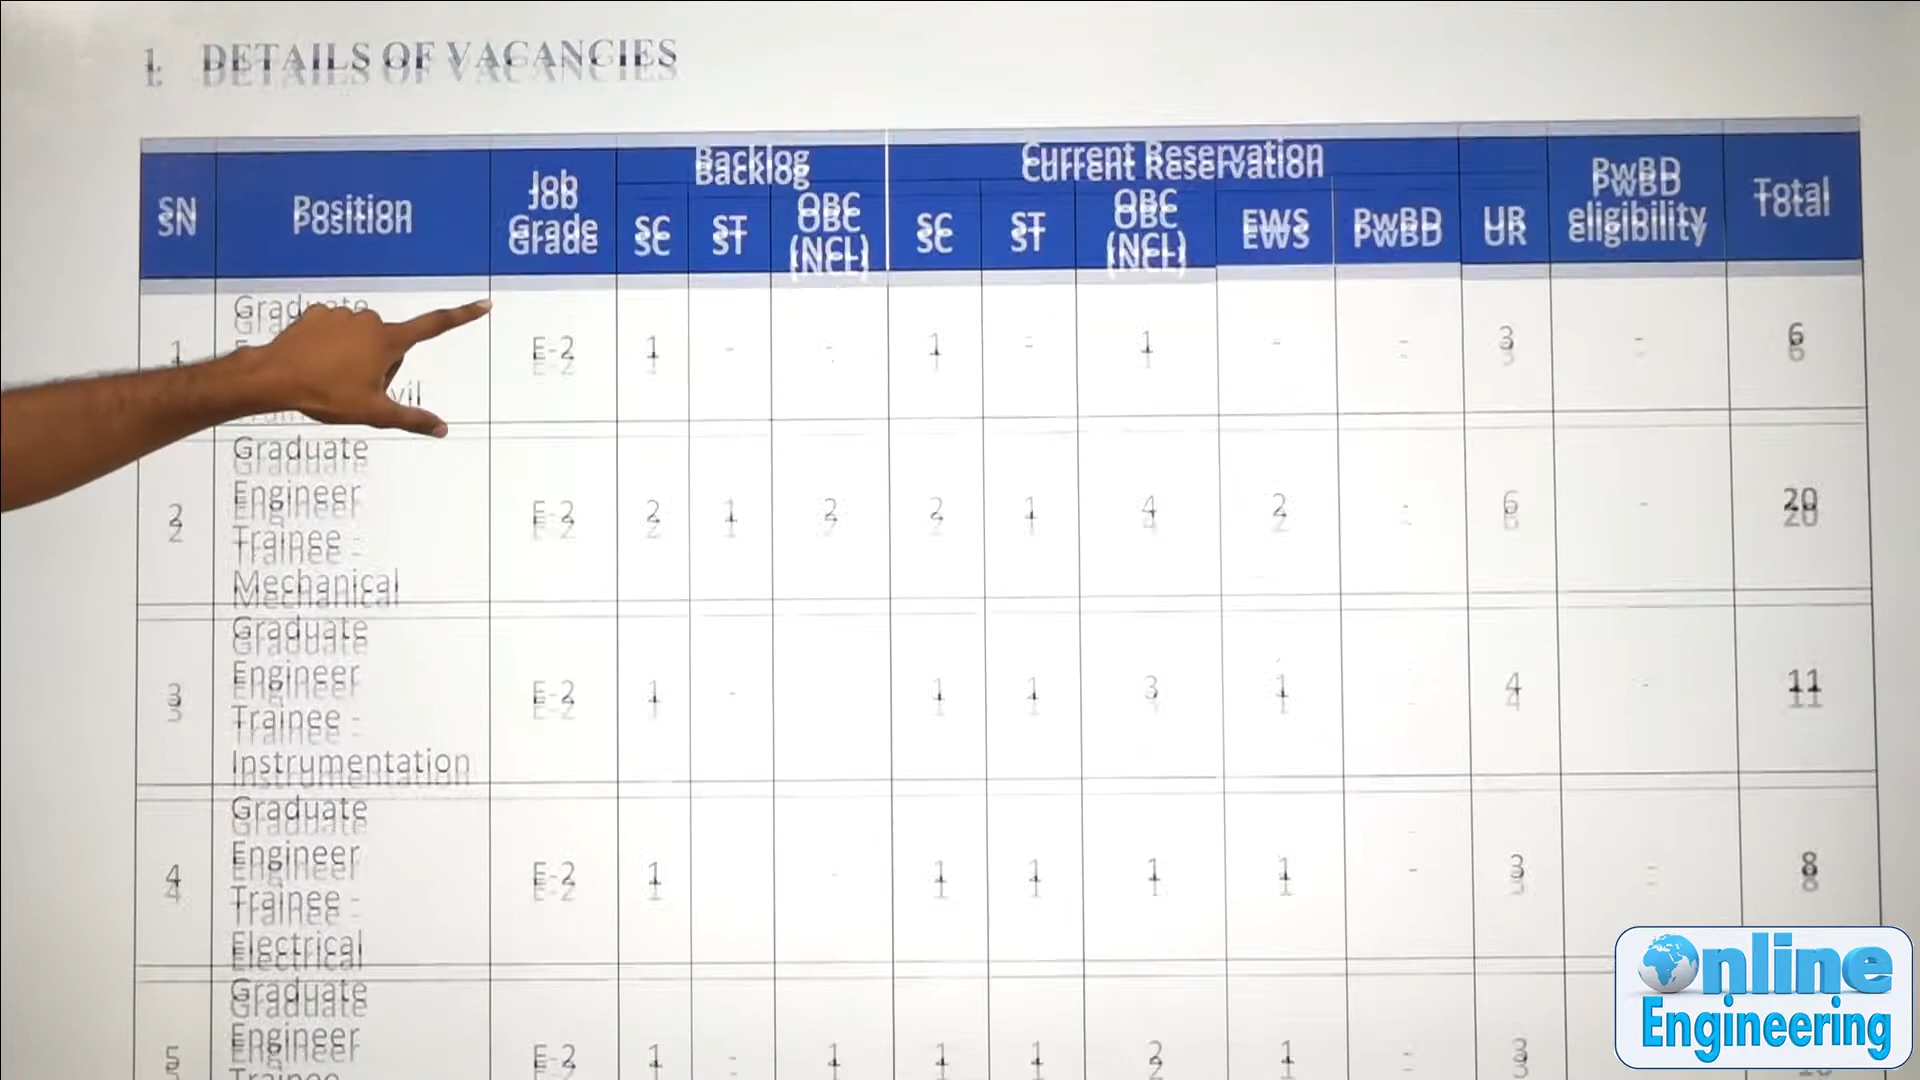 1. DETAILS OF VACANCIES
SN Position Job Grade Backlog Current Reservation UR PwBD eligibility Total
SC ST OBC (NCL) SC ST OBC (NCL) EWS PwBD
1 Graduate vil E-2 1 - - 1 - 1 - - 3 - 6
2 Graduate Engineer Trainee - Mechanical E-2 2 1 2 2 1 4 2 - 6 - 20
3 Graduate Engineer Trainee - Instrumentation E-2 1 - 1 1 3 1 - 4 - 11
4 Graduate Engineer Trainee - Electrical E-2 1 - 1 1 1 1 - 3 - 8
5 Graduate Engineer Trainee E-2 1 - 1 1 1 2 1 - 3
Online
Engineering